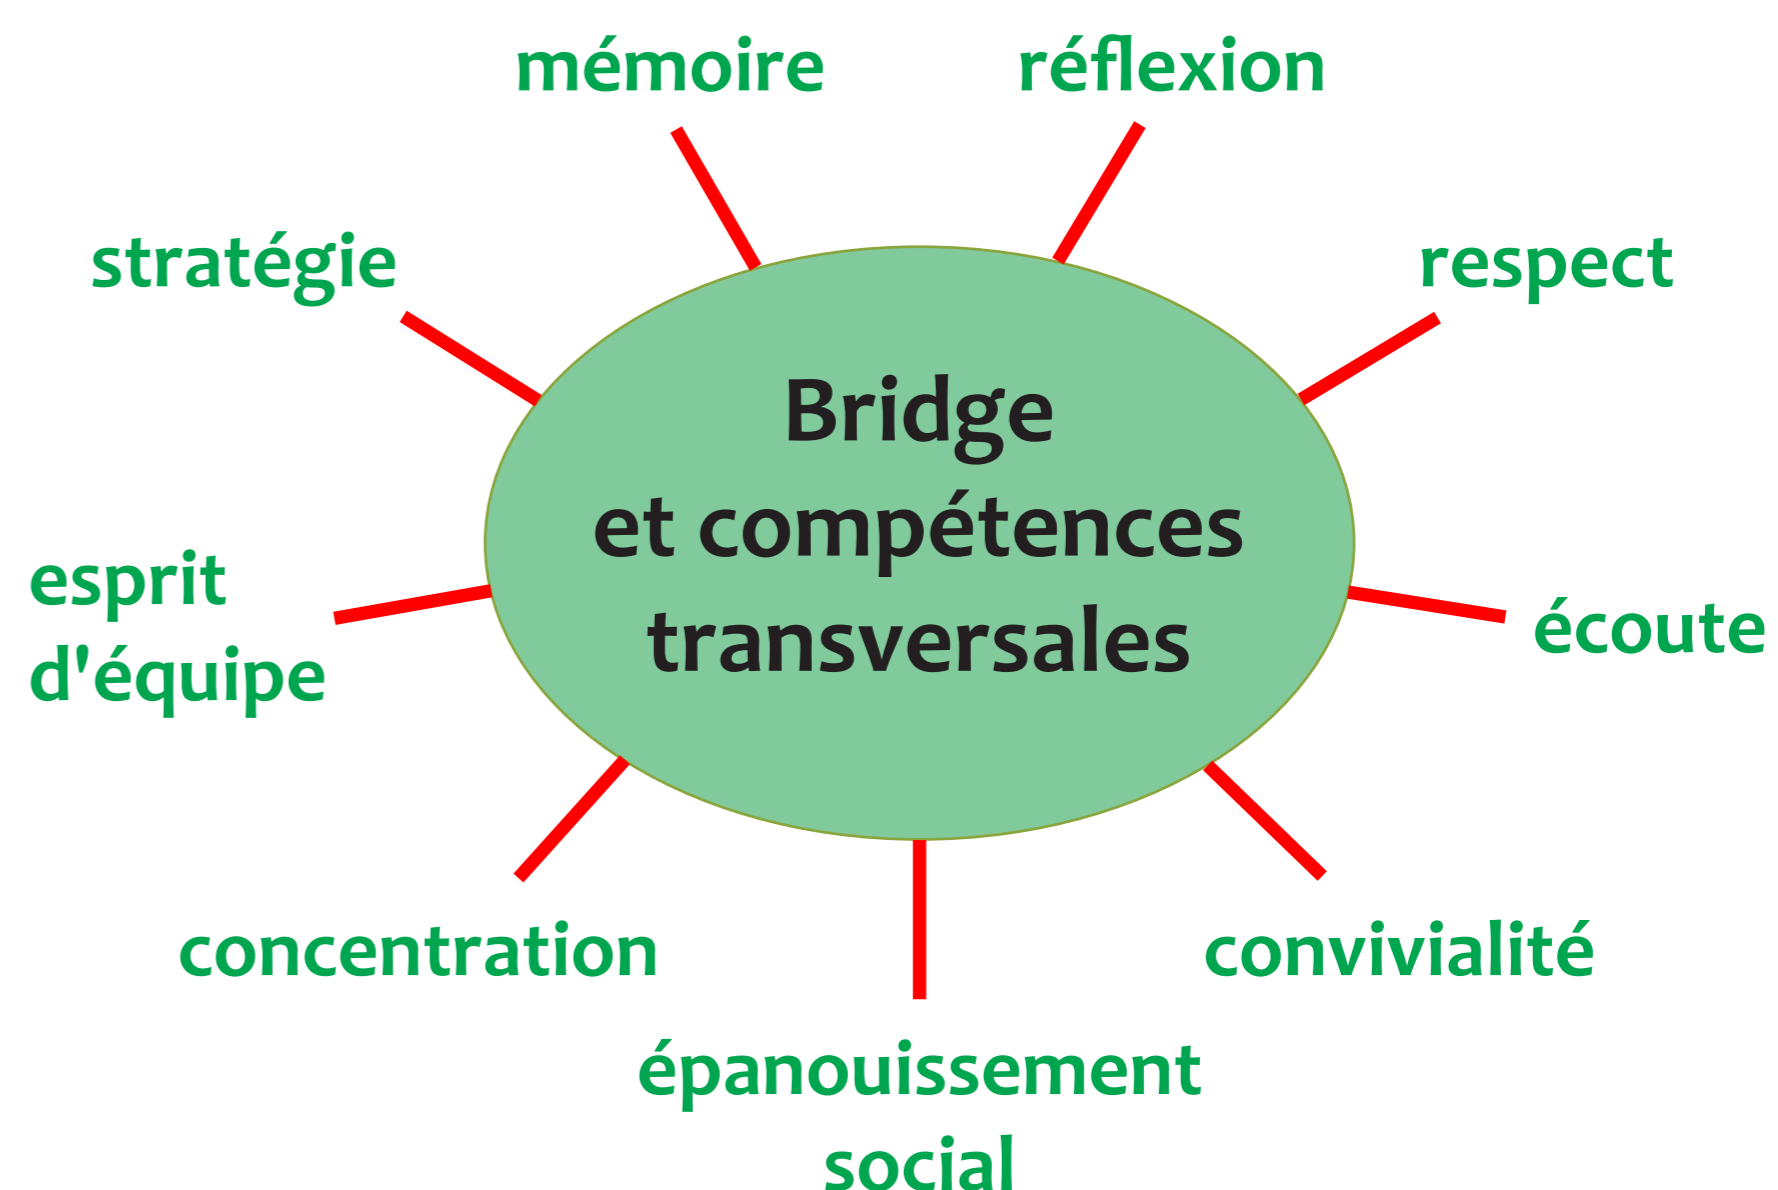 mémoire
réflexion
stratégie
respect
Bridge
et compétences
transversales
esprit
d'équipe
écoute
concentration
convivialité
épanouissement
social